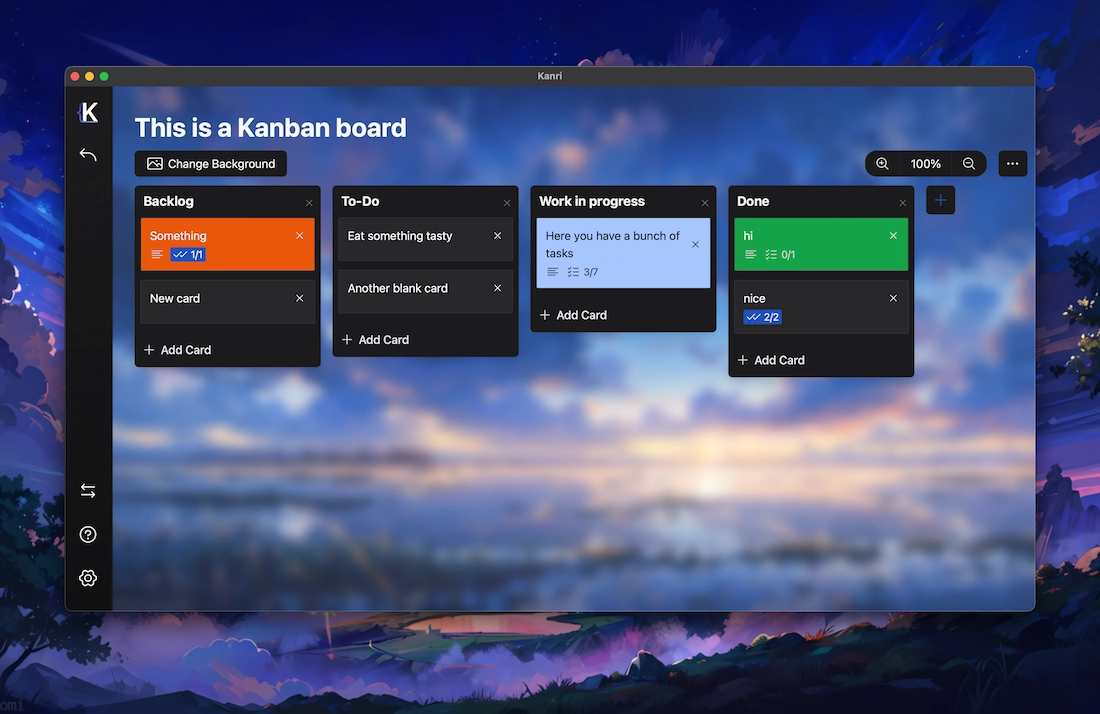 Kanri
K
This is a Kanban board
Change Background
100%
Backlog
Something
1/1
New card
Add Card
To-Do
Eat something tasty
Another blank card
Add Card
Work in progress
Here you have a bunch of
tasks
3/7
Add Card
Done
hi
0/1
nice
2/2
Add Card
omi